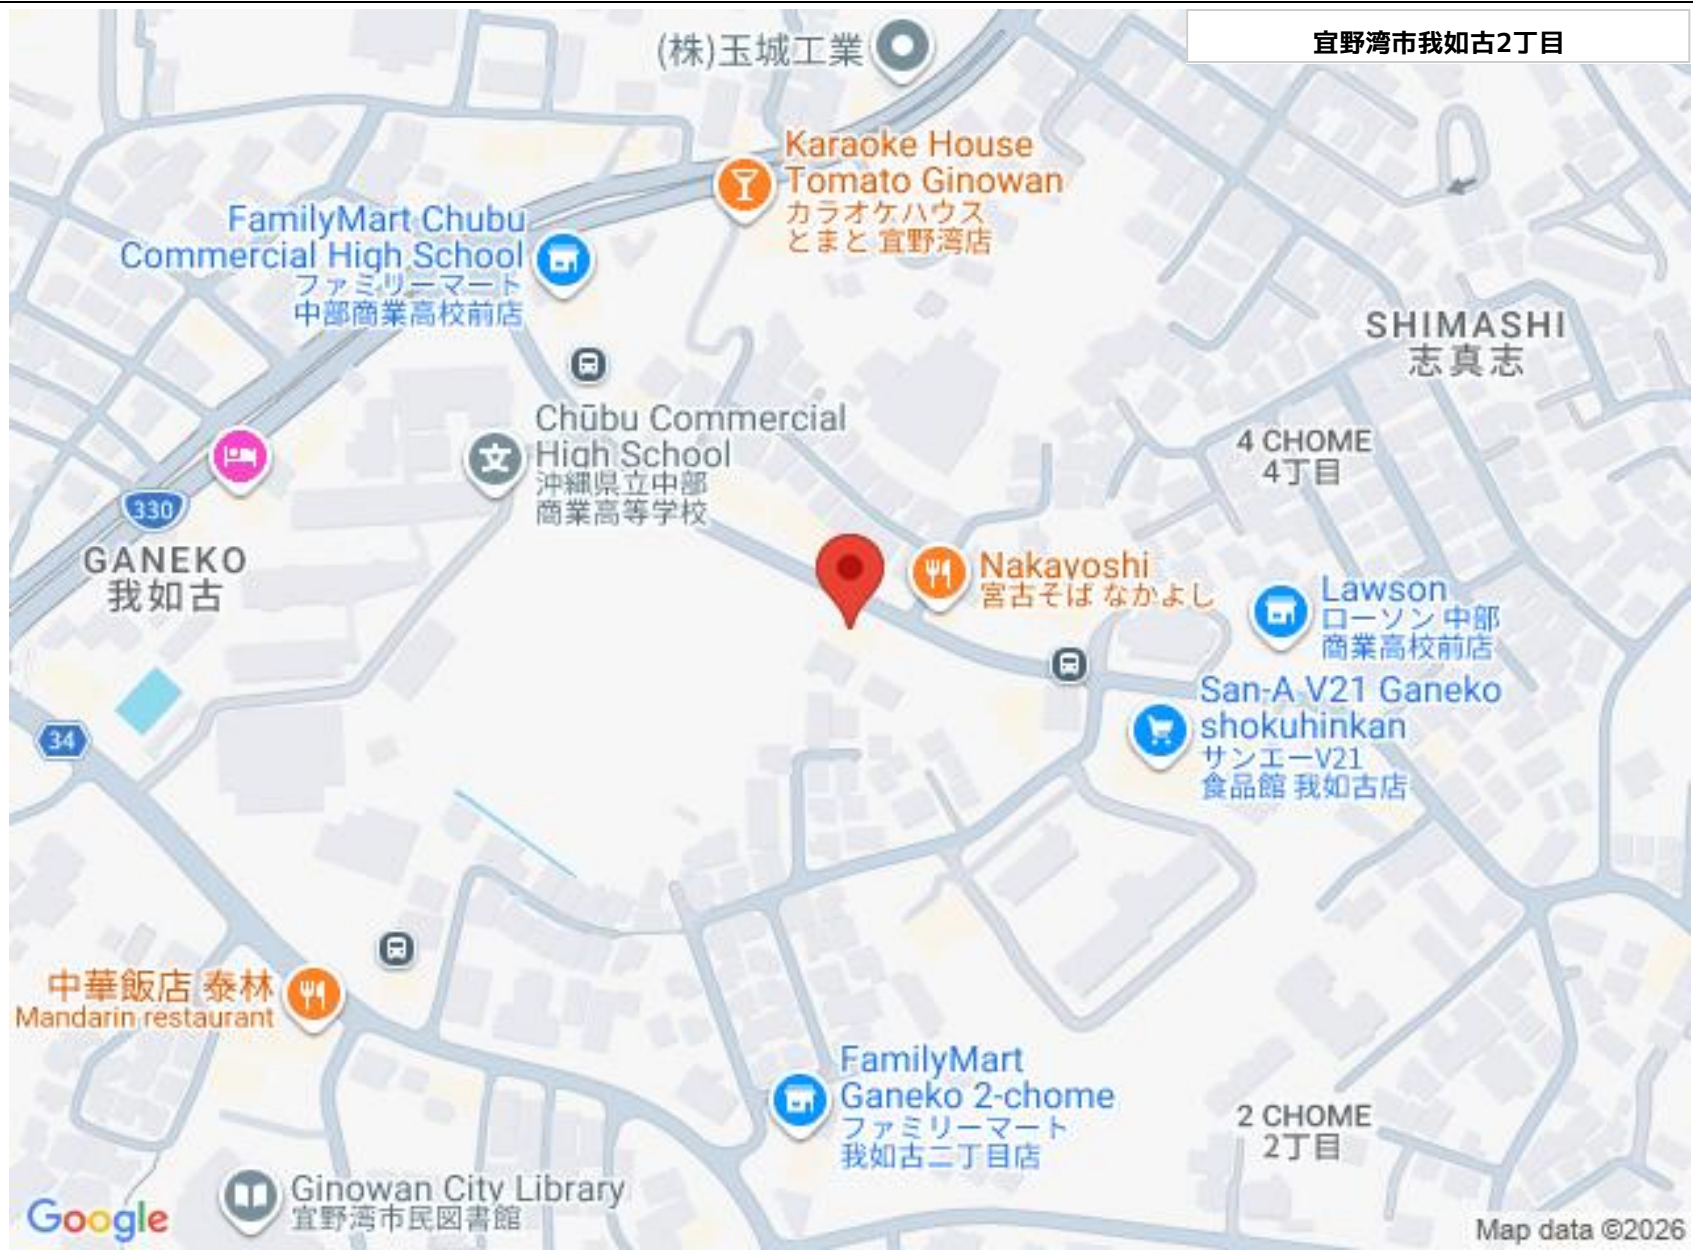 宜野湾市我如古2丁目
(株)玉城工業
Karaoke House
Tomato Ginowan
カラオケハウス
とまと 宜野湾店
FamilyMart Chubu
Commercial High School
ファミリーマート
中部商業高校前店
SHIMASHI
志真志
Chūbu Commercial
High School
沖縄県立中部
商業高等学校
4 CHOME
4丁目
330
GANEKO
我如古
Nakayoshi
宮古そば なかよし
Lawson
ローソン 中部
商業高校前店
San-A V21 Ganeko
shokuhinkan
サンエーV21
食品館 我如古店
34
中華飯店 泰林
Mandarin restaurant
FamilyMart
Ganeko 2-chome
ファミリーマート
我如古二丁目店
2 CHOME
2丁目
Ginowan City Library
宜野湾市民図書館
Google
Map data ©2026